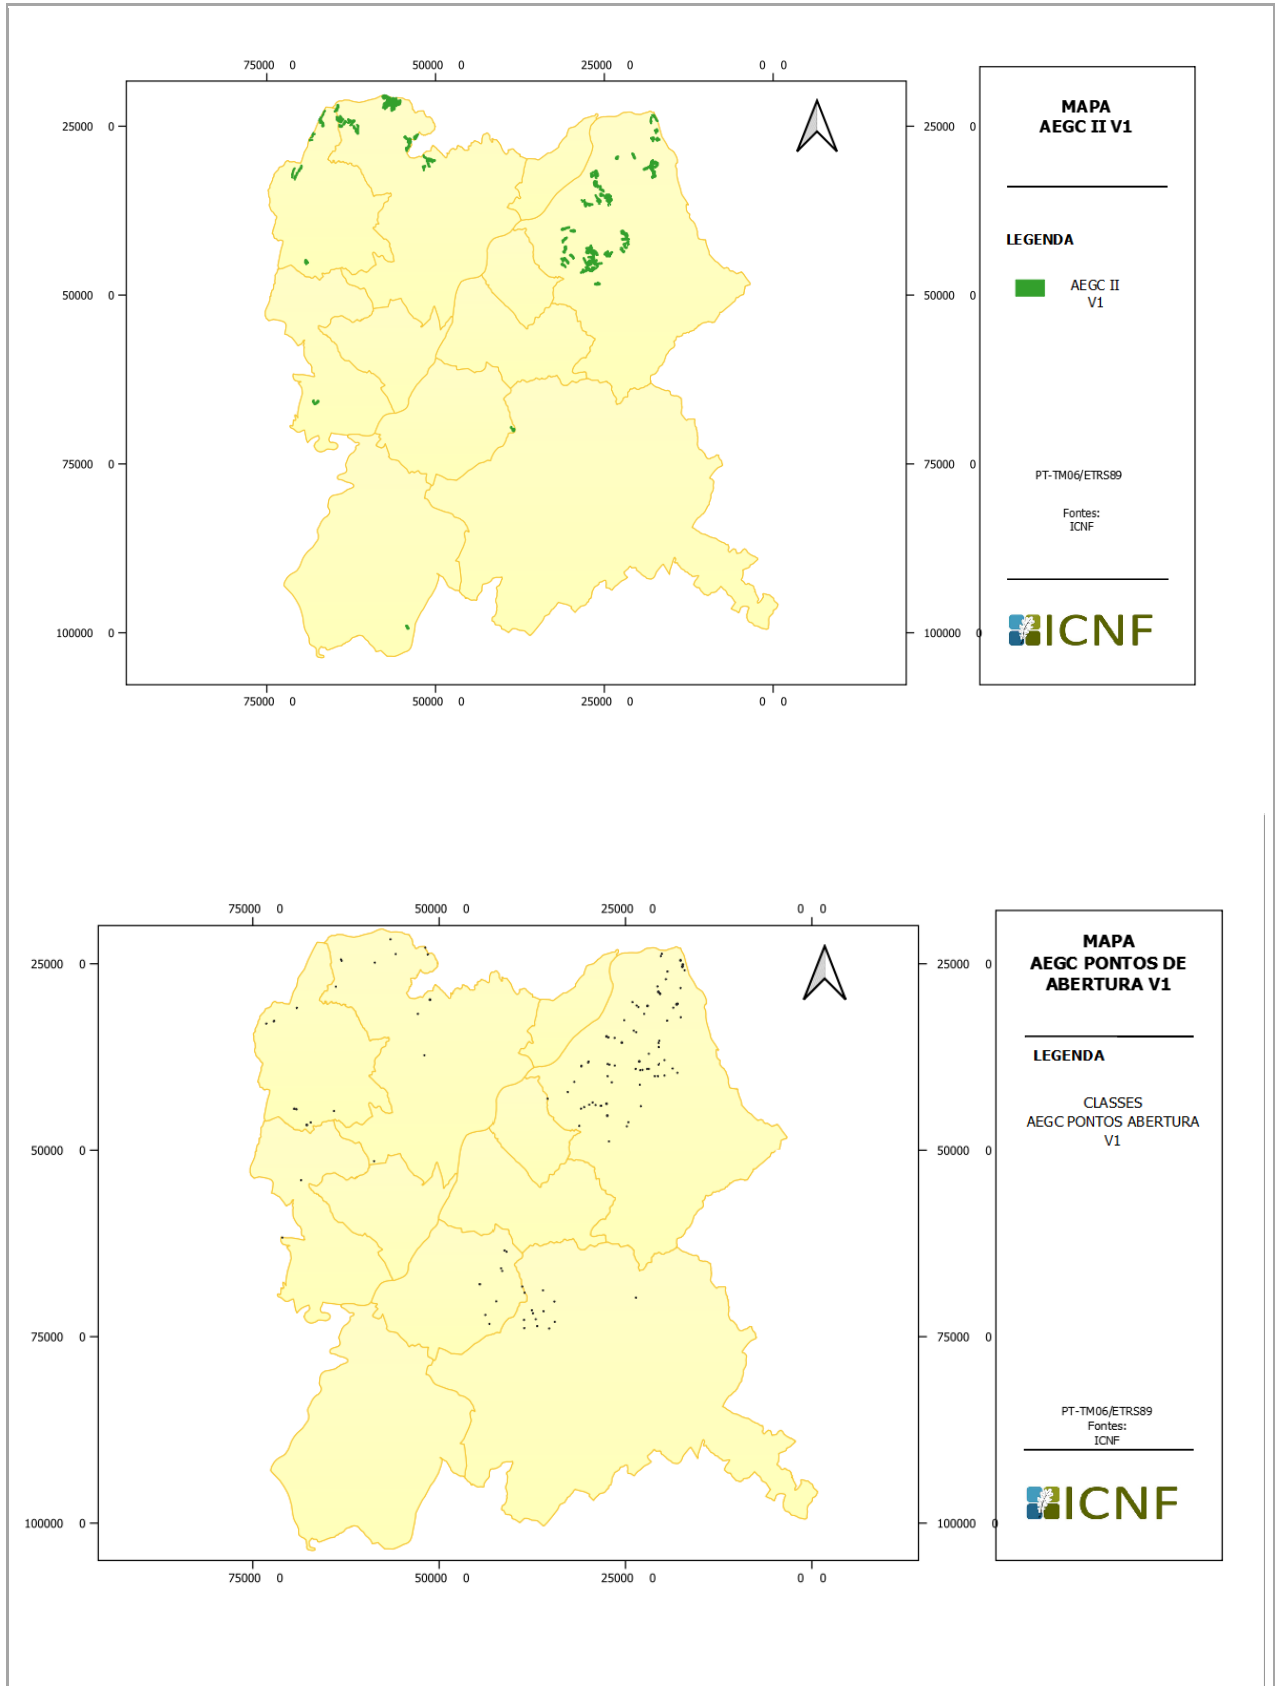 75000 0 50000 0 25000 0 0 0
25000 0
50000 0
75000 0
100000 0
25000 0
50000 0
75000 0
100000 0
75000 0 50000 0 25000 0 0 0
MAPA
AEGC II V1
LEGENDA
AEGC II
V1
PT-TM06/ETRS89
Fontes:
ICNF
ICNF
75000 0 50000 0 25000 0 0 0
25000 0
50000 0
75000 0
100000 0
25000 0
50000 0
75000 0
100000 0
75000 0 50000 0 25000 0 0 0
MAPA
AEGC PONTOS DE
ABERTURA V1
LEGENDA
CLASSES
AEGC PONTOS ABERTURA
V1
PT-TM06/ETRS89
Fontes:
ICNF
ICNF